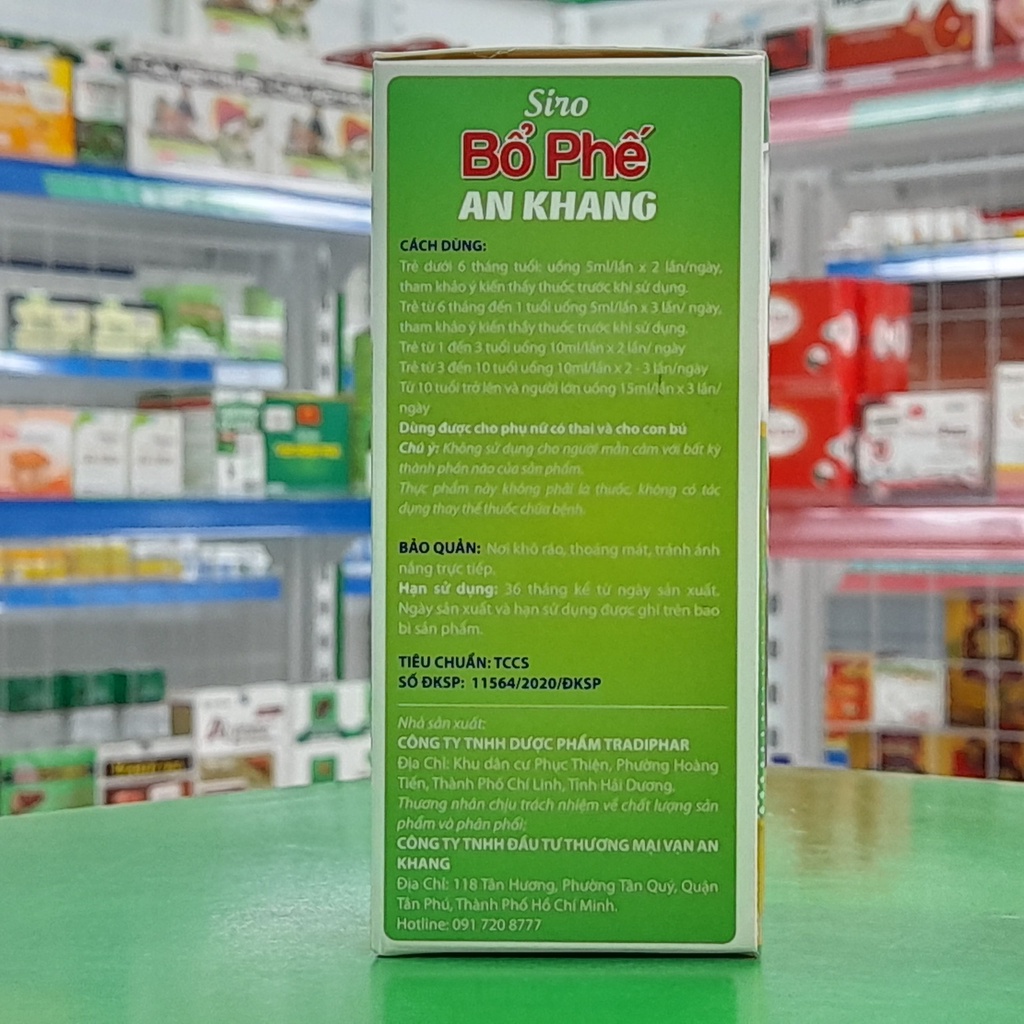 Siro
Bổ Phế
AN KHANG
CÁCH DÙNG:
Trẻ dưới 6 tháng tuổi: uống 5ml/lần x 2 lần/ngày,
tham khảo ý kiến thầy thuốc trước khi sử dụng.
Trẻ từ 6 tháng đến 1 tuổi uống 5ml/lần x 3 lần/ ngày,
tham khảo ý kiến thầy thuốc trước khi sử dụng.
Trẻ từ 1 đến 3 tuổi uống 10ml/lần x 2 lần/ ngày
Trẻ từ 3 đến 10 tuổi uống 10ml/lần x 2 - 3 lần/ngày
Từ 10 tuổi trở lên và người lớn uống 15ml/lần x 3 lần/
ngày
Dùng được cho phụ nữ có thai và cho con bú
Chú ý: Không sử dụng cho người mẫn cảm với bất kỳ
thành phần nào của sản phẩm.
Thực phẩm này không phải là thuốc, không có tác
dụng thay thế thuốc chữa bệnh.
BẢO QUẢN: Nơi khô ráo, thoáng mát, tránh ánh
nắng trực tiếp.
Hạn sử dụng: 36 tháng kể từ ngày sản xuất.
Ngày sản xuất và hạn sử dụng được ghi trên bao
bì sản phẩm.
TIÊU CHUẨN: TCCS
SỐ ĐKSP: 11564/2020/ĐKSP
Nhà sản xuất:
CÔNG TY TNHH DƯỢC PHẨM TRADIPHAR
Địa Chỉ: Khu dân cư Phục Thiện, Phường Hoàng
Tiến, Thành Phố Chí Linh, Tỉnh Hải Dương.
Thương nhân chịu trách nhiệm về chất lượng sản
phẩm và phân phối:
CÔNG TY TNHH ĐẦU TƯ THƯƠNG MẠI VẠN AN
KHANG
Địa Chỉ: 118 Tân Hương, Phường Tân Quý, Quận
Tân Phú, Thành Phố Hồ Chí Minh.
Hotline: 091 720 8777